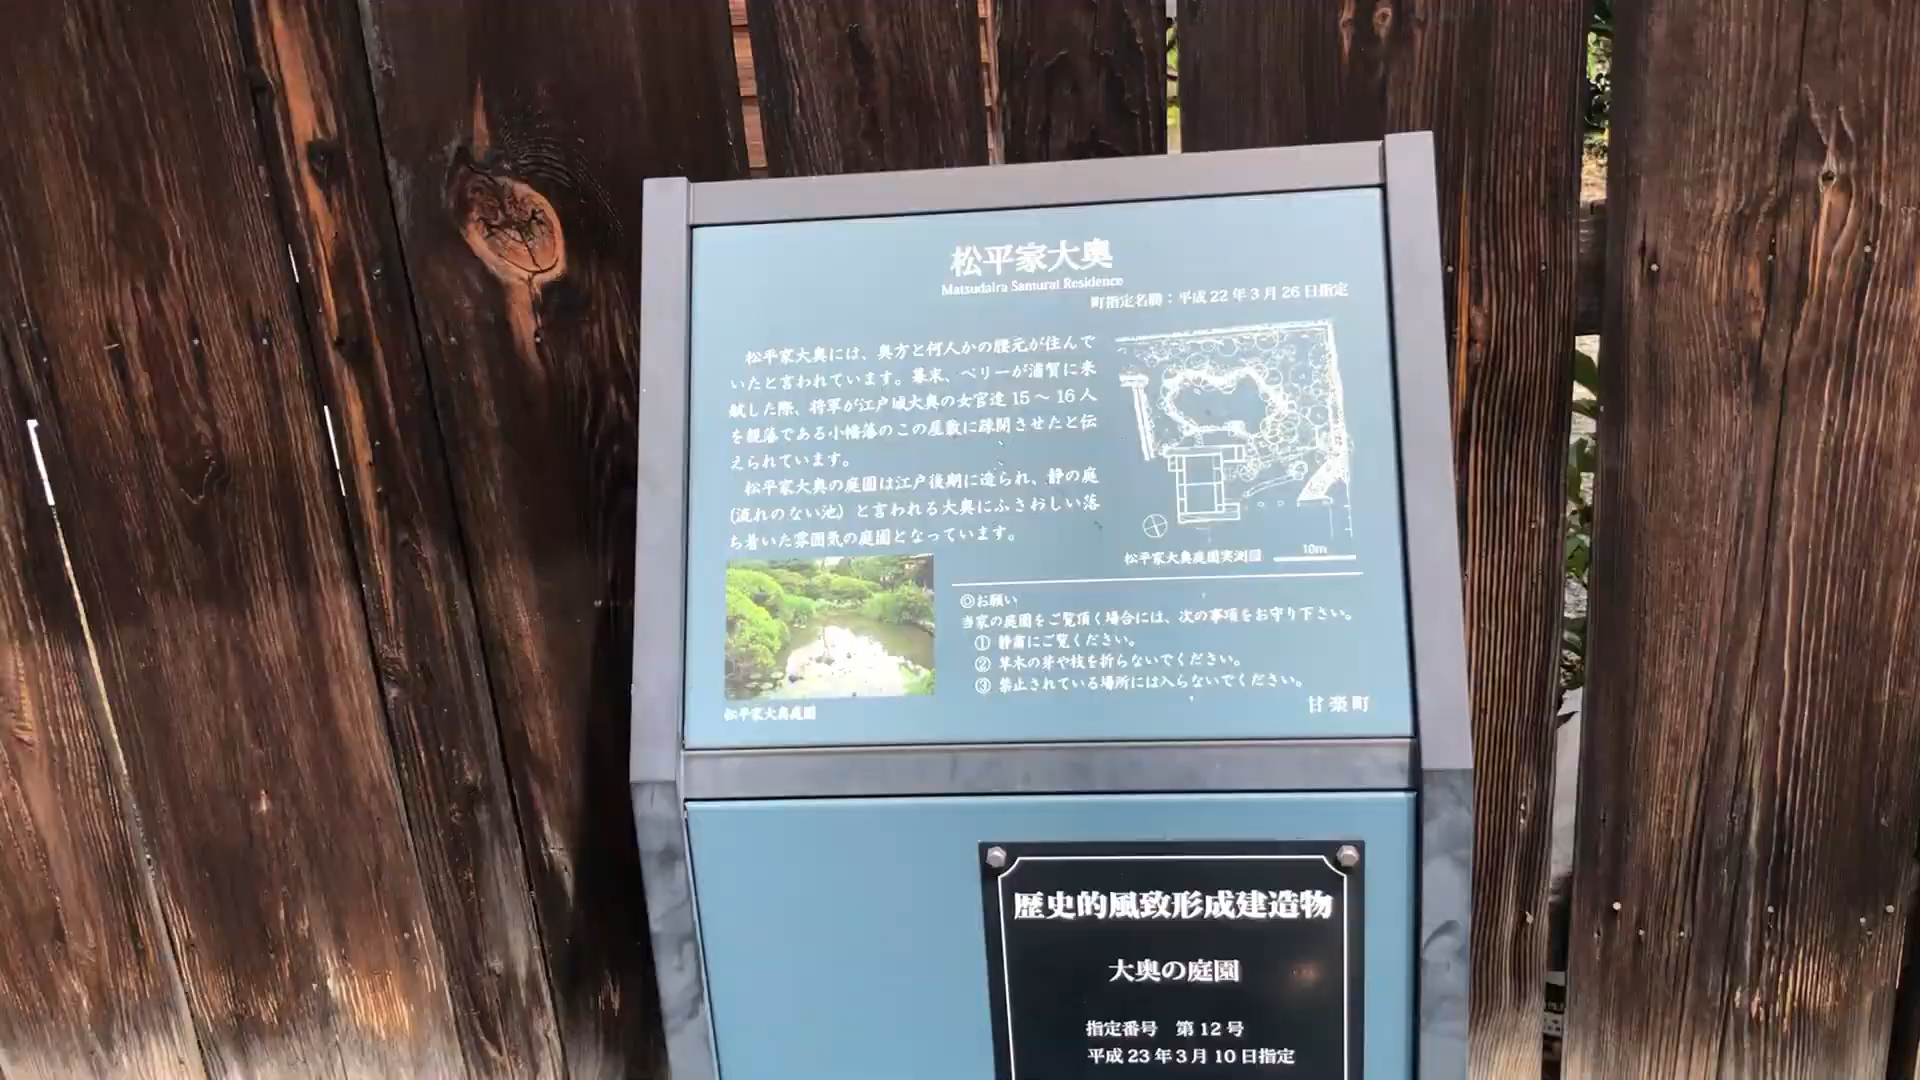 松平家大奥
Matsudaira Samurai Residence
町指定名勝：平成22年3月26日指定
松平家大奥には、奥方と何人かの腰元が住んで
いたと言われています。幕末、ペリーが浦賀に来
航した際、将軍が江戸城大奥の女官達15～16人
を親藩である小幡藩のこの屋敷に疎開させたと伝
えられています。
松平家大奥の庭園は江戸後期に造られ、静の庭
(流れのない池) と言われる大奥にふさわしい落
ち着いた雰囲気の庭園となっています。
松平家大奥庭園実測図
10m
松平家大奥庭園
◎お願い
当家の庭園をご覧頂く場合には、次の事項をお守り下さい。
① 静粛にご覧ください。
② 草木の芽や枝を折らないでください。
③ 禁止されている場所には入らないでください。
甘楽町
歴史的風致形成建造物
大奥の庭園
指定番号 第12号
平成23年3月10日指定